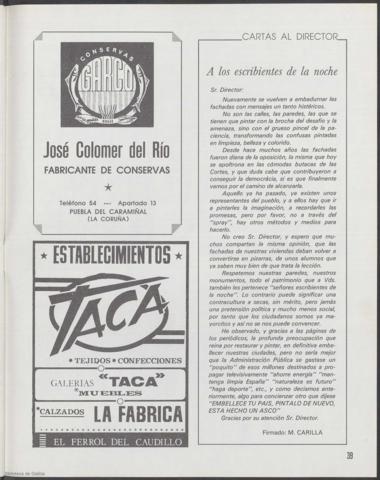 CONSERVAS
GARCO
José Colomer del Río
FABRICANTE DE CONSERVAS
Teléfono 54 — Apartado 13
PUEBLA DEL CARAMIÑAL
(LA CORUÑA)
★ ESTABLECIMIENTOS ★
TACA
• TEJIDOS • CONFECCIONES
GALERIAS "TACA"
★ MUEBLES
• CALZADOS LA FABRICA
EL FERROL DEL CAUDILLO
CARTAS AL DIRECTOR
A los escribientes de la noche
Sr. Director:
Nuevamente se vuelven a embadurnar las
fachadas con mensajes un tanto histéricos.
No son las calles, las paredes, las que se
tienen que pintar con la brocha del desafío y la
amenaza, sino con el grueso pincel de la pa-
ciencia, transformando las confusas pintadas
en limpieza, belleza y colorido.
Desde hace muchos años las fachadas
fueron diana de la oposición, la misma que hoy
se apoltrona en las cómodas butacas de las
Cortes, y que duda cabe que contribuyeron a
conseguir la democracia, si es que finalmente
vamos por el camino de alcanzarla.
Aquello ya ha pasado, ya existen unos
representantes del pueblo, y a ellos hay que ir
a pintarles la imaginación, a recordarles las
promesas, pero por favor, no a través del
"spray", hay otros métodos y medios para
hacerlo.
No creo Sr. Director, y espero que mu-
chos compartan la misma opinión, que las
fachadas de nuestras viviendas deban volver a
convertirse en pizarras, de unos alumnos que
ya saben muy bien de que trata la lección.
Respetemos nuestras paredes, nuestros
monumentos, todo el patrimonio que a Vds.
también les pertenece "señores escribientes de
la noche". Lo contrario puede significar una
contracultura a secas, sin mérito, pero jamás
una pretensión política y mucho menos social,
por tanto que los ciudadanos somos ya ma-
yorcitos y así no se nos puede convencer.
He observado, y gracias a las páginas de
los periódicos, la profunda preocupación que
reina por restaurar y pintar, en definitiva embe-
llecer nuestras ciudades, pero no sería mejor
que la Administración Pública se gastase un
"poquito" de esos millones destinados a pro-
pagar televisivamente "ahorre energía" "man-
tenga limpia España" "naturaleza es futuro"
"haga deporte", etc., y como decíamos ante-
riormente, algo para concienzar otro que dijese
"EMBELLECE TU PAIS, PINTALO DE NUEVO,
ESTA HECHO UN ASCO"
Gracias por su atención Sr. Director.
Firmado: M. CARILLA
39
Biblioteca de Galicia